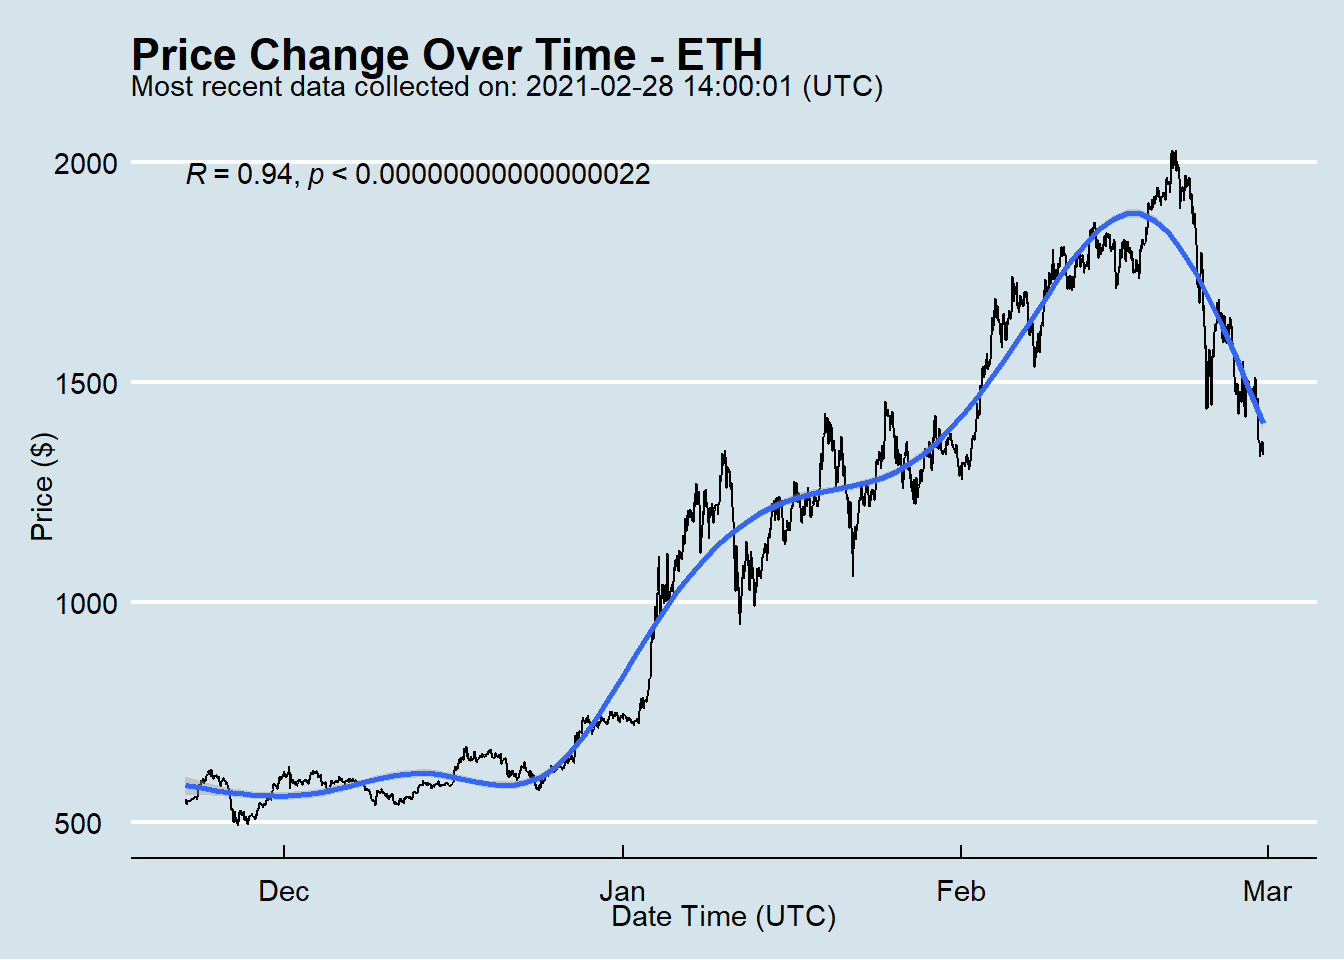 Price Change Over Time - ETH
Most recent data collected on: 2021-02-28 14:00:01 (UTC)
R = 0.94, p < 0.00000000000000022
2000
1500
1000
500
Price ($)
Dec Jan Feb Mar
Date Time (UTC)